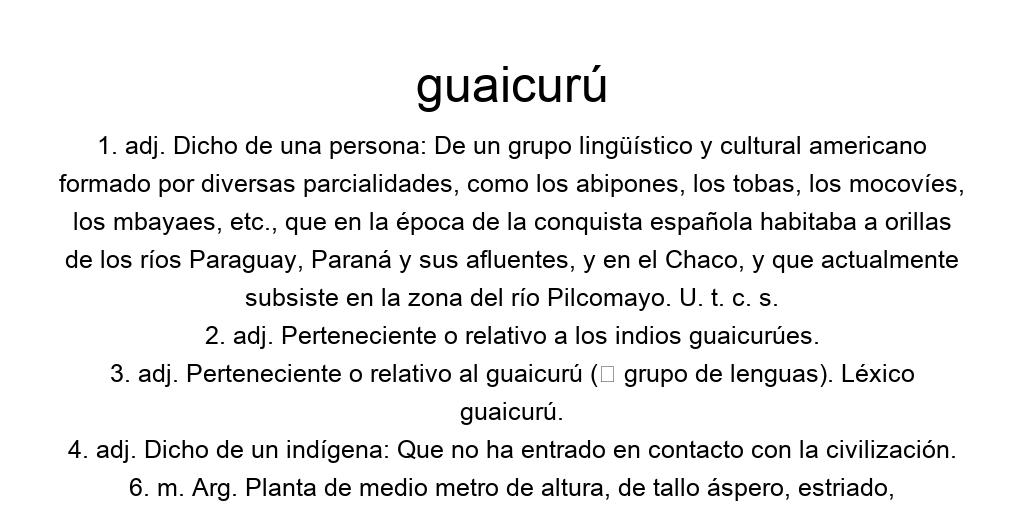 guaicurú
1. adj. Dicho de una persona: De un grupo lingüístico y cultural americano
formado por diversas parcialidades, como los abipones, los tobas, los mocovíes,
los mbayaes, etc., que en la época de la conquista española habitaba a orillas
de los ríos Paraguay, Paraná y sus afluentes, y en el Chaco, y que actualmente
subsiste en la zona del río Pilcomayo. U. t. c. s.
2. adj. Perteneciente o relativo a los indios guaicurúes.
3. adj. Perteneciente o relativo al guaicurú (▯ grupo de lenguas). Léxico
guaicurú.
4. adj. Dicho de un indígena: Que no ha entrado en contacto con la civilización.
6. m. Arg. Planta de medio metro de altura, de tallo áspero, estriado,